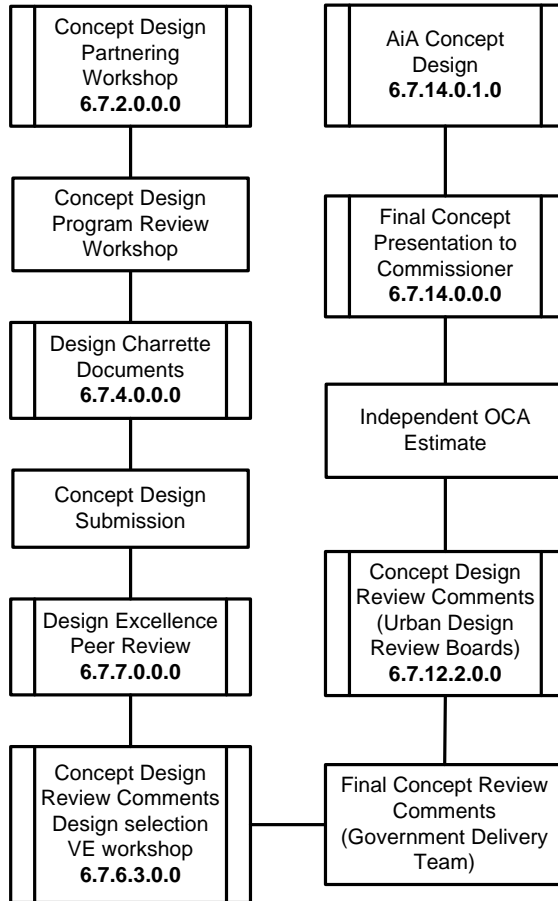 Concept Design
Partnering
Workshop
6.7.2.0.0.0
Concept Design
Program Review
Workshop
Design Charrette
Documents
6.7.4.0.0.0
Concept Design
Submission
Design Excellence
Peer Review
6.7.7.0.0.0
Concept Design
Review Comments
Design selection
VE workshop
6.7.6.3.0.0
Final Concept Review
Comments
(Government Delivery
Team)
Concept Design
Review Comments
(Urban Design
Review Boards)
6.7.12.2.0.0
Independent OCA
Estimate
Final Concept
Presentation to
Commissioner
6.7.14.0.0.0
AiA Concept
Design
6.7.14.0.1.0